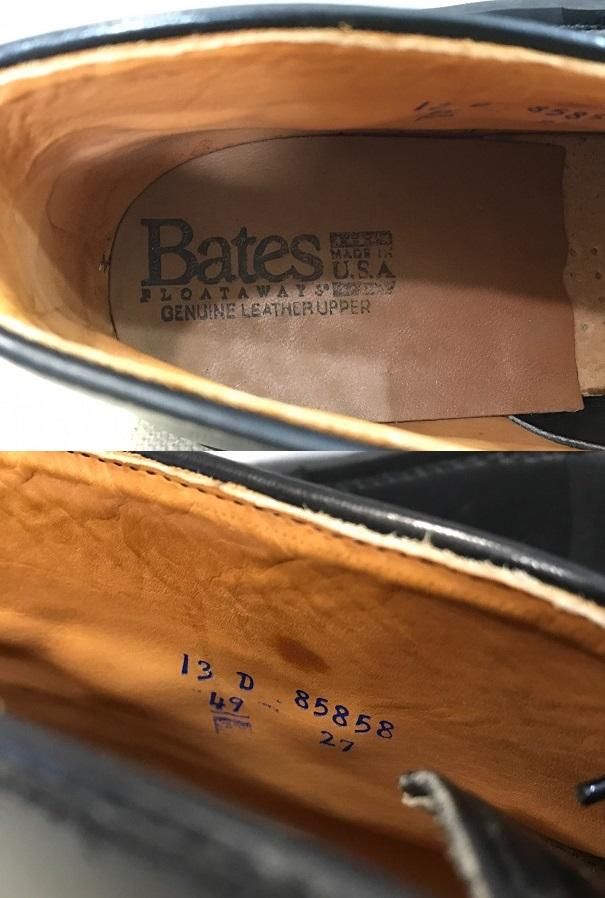 Bates
MADE IN
U.S.A
FLOATAWAYS
GENUINE LEATHER UPPER
13 D 85858
49 27